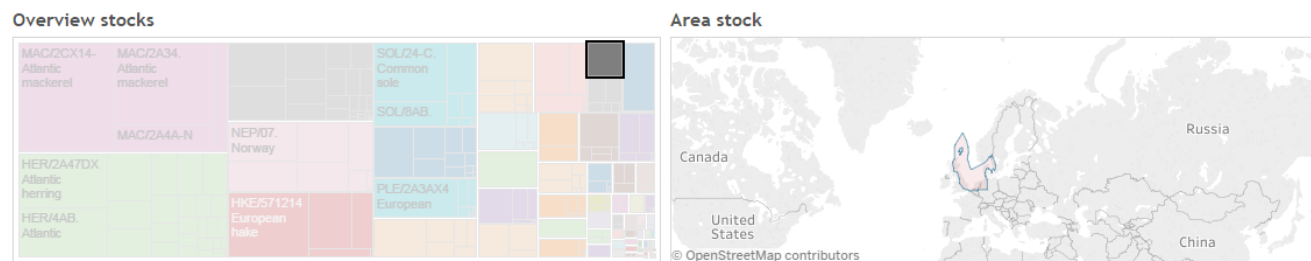 Overview stocks
Area stock
MAC/2CX14-
Atlantic
mackerel
MAC/2A34.
Atlantic
mackerel
MAC/2A4A-N
HER/2A47DX
Atlantic
herring
HER/4AB.
Atlantic
NEP/07.
Norway
HKE/571214
European
hake
SOL/24-C.
Common
sole
SOL/8AB.
PLE/2A3AX4
European
Canada
United
States
Russia
China
© OpenStreetMap contributors